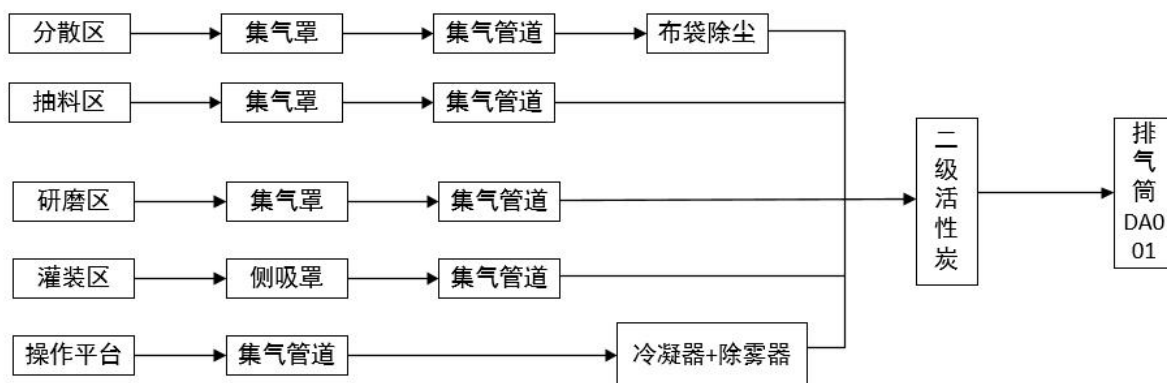 分散区
集气罩
集气管道
布袋除尘
抽料区
集气罩
集气管道
研磨区
集气罩
集气管道
灌装区
侧吸罩
集气管道
操作平台
集气管道
冷凝器+除雾器
二
级
活
性
炭
排
气
筒
DA0
01